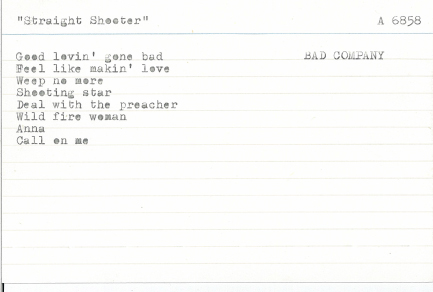 "Straight Shooter" A 6858
Good lovin' gone bad BAD COMPANY
Feel like makin' love
Weep no more
Shooting star
Deal with the preacher
Wild fire woman
Anna
Call on me